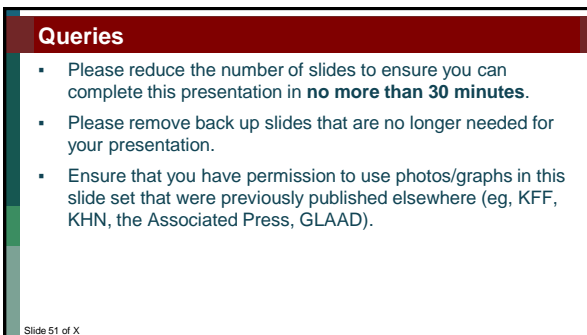 Queries
▪ Please reduce the number of slides to ensure you can
complete this presentation in no more than 30 minutes.
▪ Please remove back up slides that are no longer needed for
your presentation.
▪ Ensure that you have permission to use photos/graphs in this
slide set that were previously published elsewhere (eg, KFF,
KHN, the Associated Press, GLAAD).
Slide 51 of X